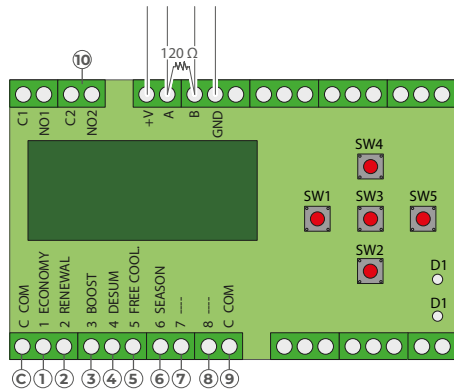 10
120 Ω
C1
NO1
C2
NO2
+V
A
B
GND
SW4
SW1
SW3
SW5
SW2
D1
D1
C COM
1 ECONOMY
2 RENEWAL
3 BOOST
4 DESUM
5 FREE COOL.
6 SEASON
7 ----
8 ----
C COM
C
1
2
3
4
5
6
7
8
9